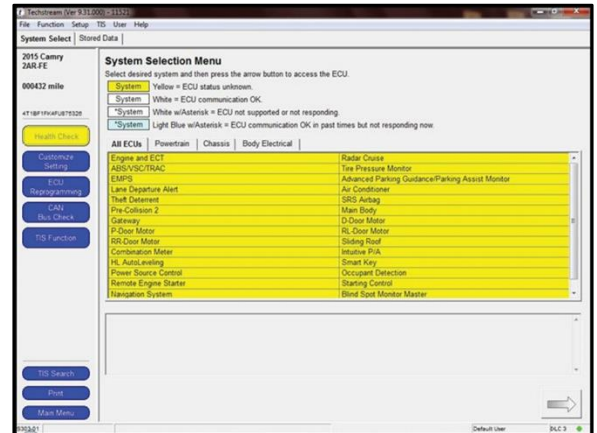 Techstream (Ver 9.31.000) - 11521
File Function Setup TIS User Help
System Select Stored Data
2015 Camry
2AR-FE
000432 mile
Health Check
Customize
Setting
ECU
Reprogramming
CAN
Bus Check
TIS Function
TIS Search
Print
Main Menu
System Selection Menu
Select desired system and then press the arrow button to access the ECU.
System Yellow = ECU status unknown.
System White = ECU communication OK.
*System White w/Asterisk = ECU not supported or not responding.
*System Light Blue w/Asterisk = ECU communication OK in past times but not responding now.
All ECUs Powertrain Chassis Body Electrical
Engine and ECT Radar Cruise
ABS/VSC/TRAC Tire Pressure Monitor
EMPS Advanced Parking Guidance/Parking Assist Monitor
Lane Departure Alert Air Conditioner
Theft Deterrent SRS Airbag
Pre-Collision 2 Main Body
Gateway D-Door Motor
P-Door Motor RL-Door Motor
RR-Door Motor Sliding Roof
Combination Meter Intuitive P/A
HL AutoLeveling Smart Key
Power Source Control Occupant Detection
Remote Engine Starter Starting Control
Navigation System Blind Spot Monitor Master
Default User DLC 3